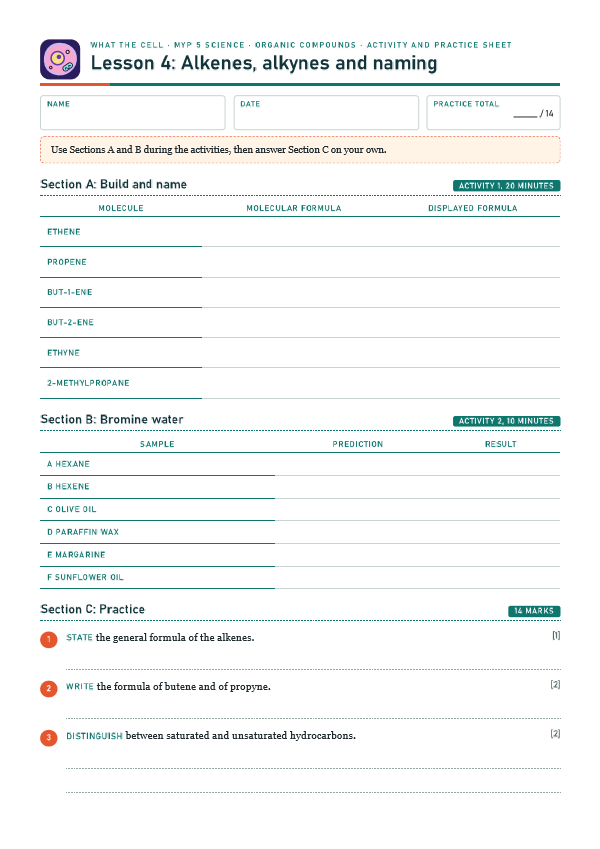 WHAT THE CELL · MYP 5 SCIENCE · ORGANIC COMPOUNDS · ACTIVITY AND PRACTICE SHEET
Lesson 4: Alkenes, alkynes and naming
NAME
DATE
PRACTICE TOTAL
_____ / 14
Use Sections A and B during the activities, then answer Section C on your own.
Section A: Build and name
ACTIVITY 1, 20 MINUTES
MOLECULE MOLECULAR FORMULA DISPLAYED FORMULA
ETHENE
PROPENE
BUT-1-ENE
BUT-2-ENE
ETHYNE
2-METHYLPROPANE
Section B: Bromine water
ACTIVITY 2, 10 MINUTES
SAMPLE PREDICTION RESULT
A HEXANE
B HEXENE
C OLIVE OIL
D PARAFFIN WAX
E MARGARINE
F SUNFLOWER OIL
Section C: Practice
14 MARKS
1 STATE the general formula of the alkenes. [1]
2 WRITE the formula of butene and of propyne. [2]
3 DISTINGUISH between saturated and unsaturated hydrocarbons. [2]